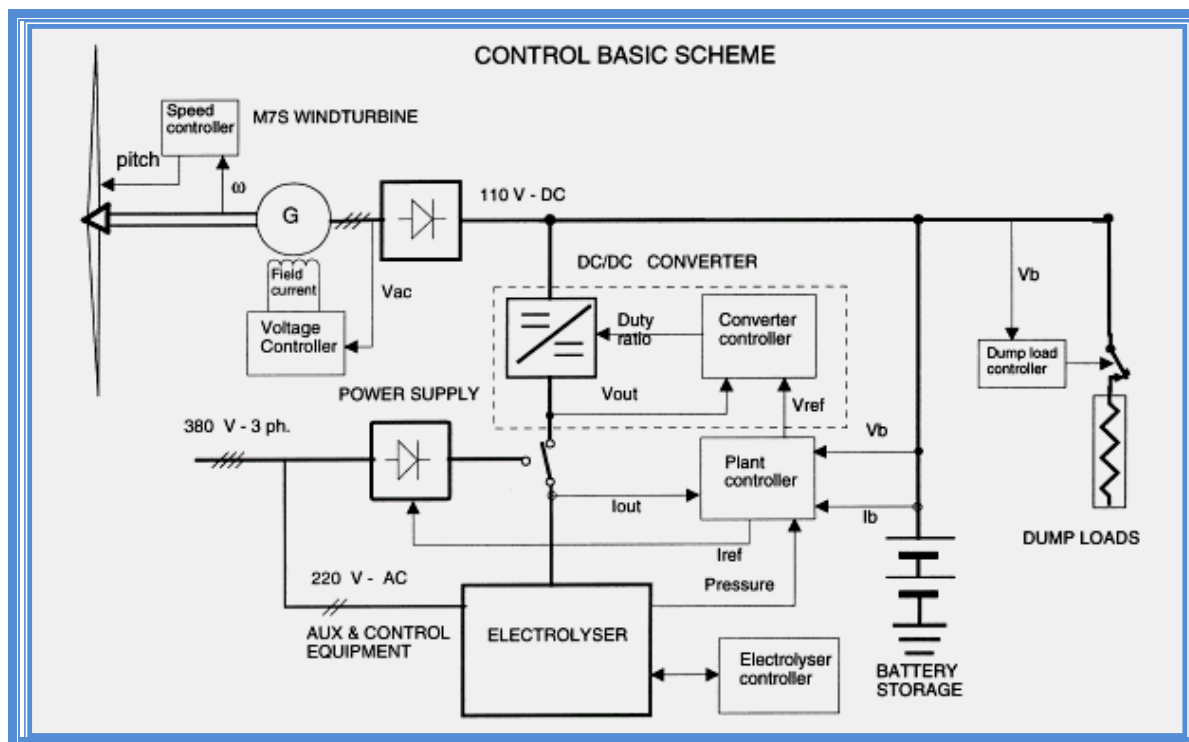 CONTROL BASIC SCHEME
Speed
controller
M7S WINDTURBINE
pitch
ω
G
110 V - DC
Field
current
Vac
Voltage
Controller
DC/DC CONVERTER
Duty
ratio
Converter
controller
Vb
Dump load
controller
Vout
Vref
POWER SUPPLY
380 V - 3 ph.
Plant
controller
Vb
Iout
Ib
Iref
DUMP LOADS
Pressure
220 V - AC
AUX & CONTROL
EQUIPMENT
ELECTROLYSER
Electrolyser
controller
BATTERY
STORAGE